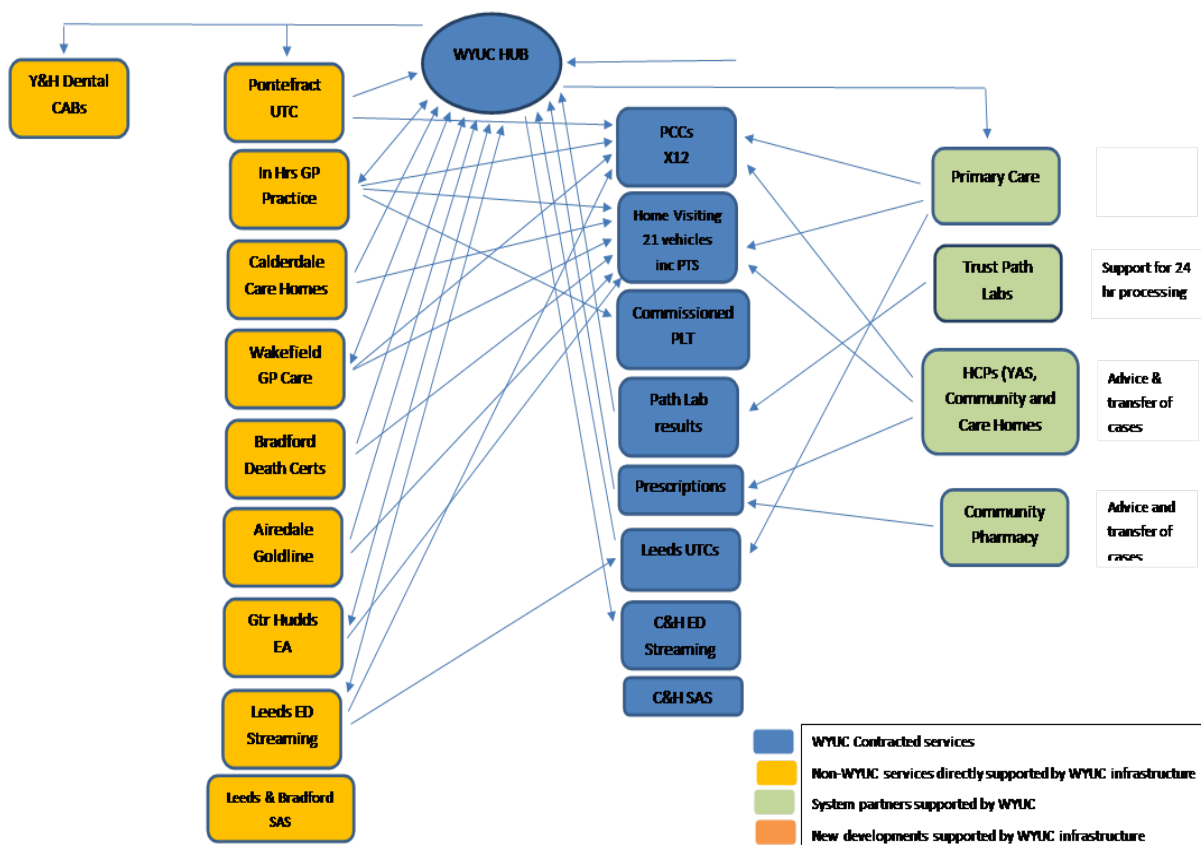 WYUC HUB
Y&H Dental
CABs
Pontefract
UTC
In Hrs GP
Practice
Calderdale
Care Homes
Wakefield
GP Care
Bradford
Death Certs
Airedale
Goldline
Gtr Hudds
EA
Leeds ED
Streaming
Leeds & Bradford
SAS
PCCs
X12
Home Visiting
21 vehicles
inc PTS
Commissioned
PLT
Path Lab
results
Prescriptions
Leeds UTCs
C&H ED
Streaming
C&H SAS
Primary Care
Trust Path
Labs
Support for 24
hr processing
HCPs (YAS,
Community and
Care Homes
Advice &
transfer of
cases
Community
Pharmacy
Advice and
transfer of
cases
WYUC Contracted services
Non-WYUC services directly supported by WYUC infrastructure
System partners supported by WYUC
New developments supported by WYUC infrastructure